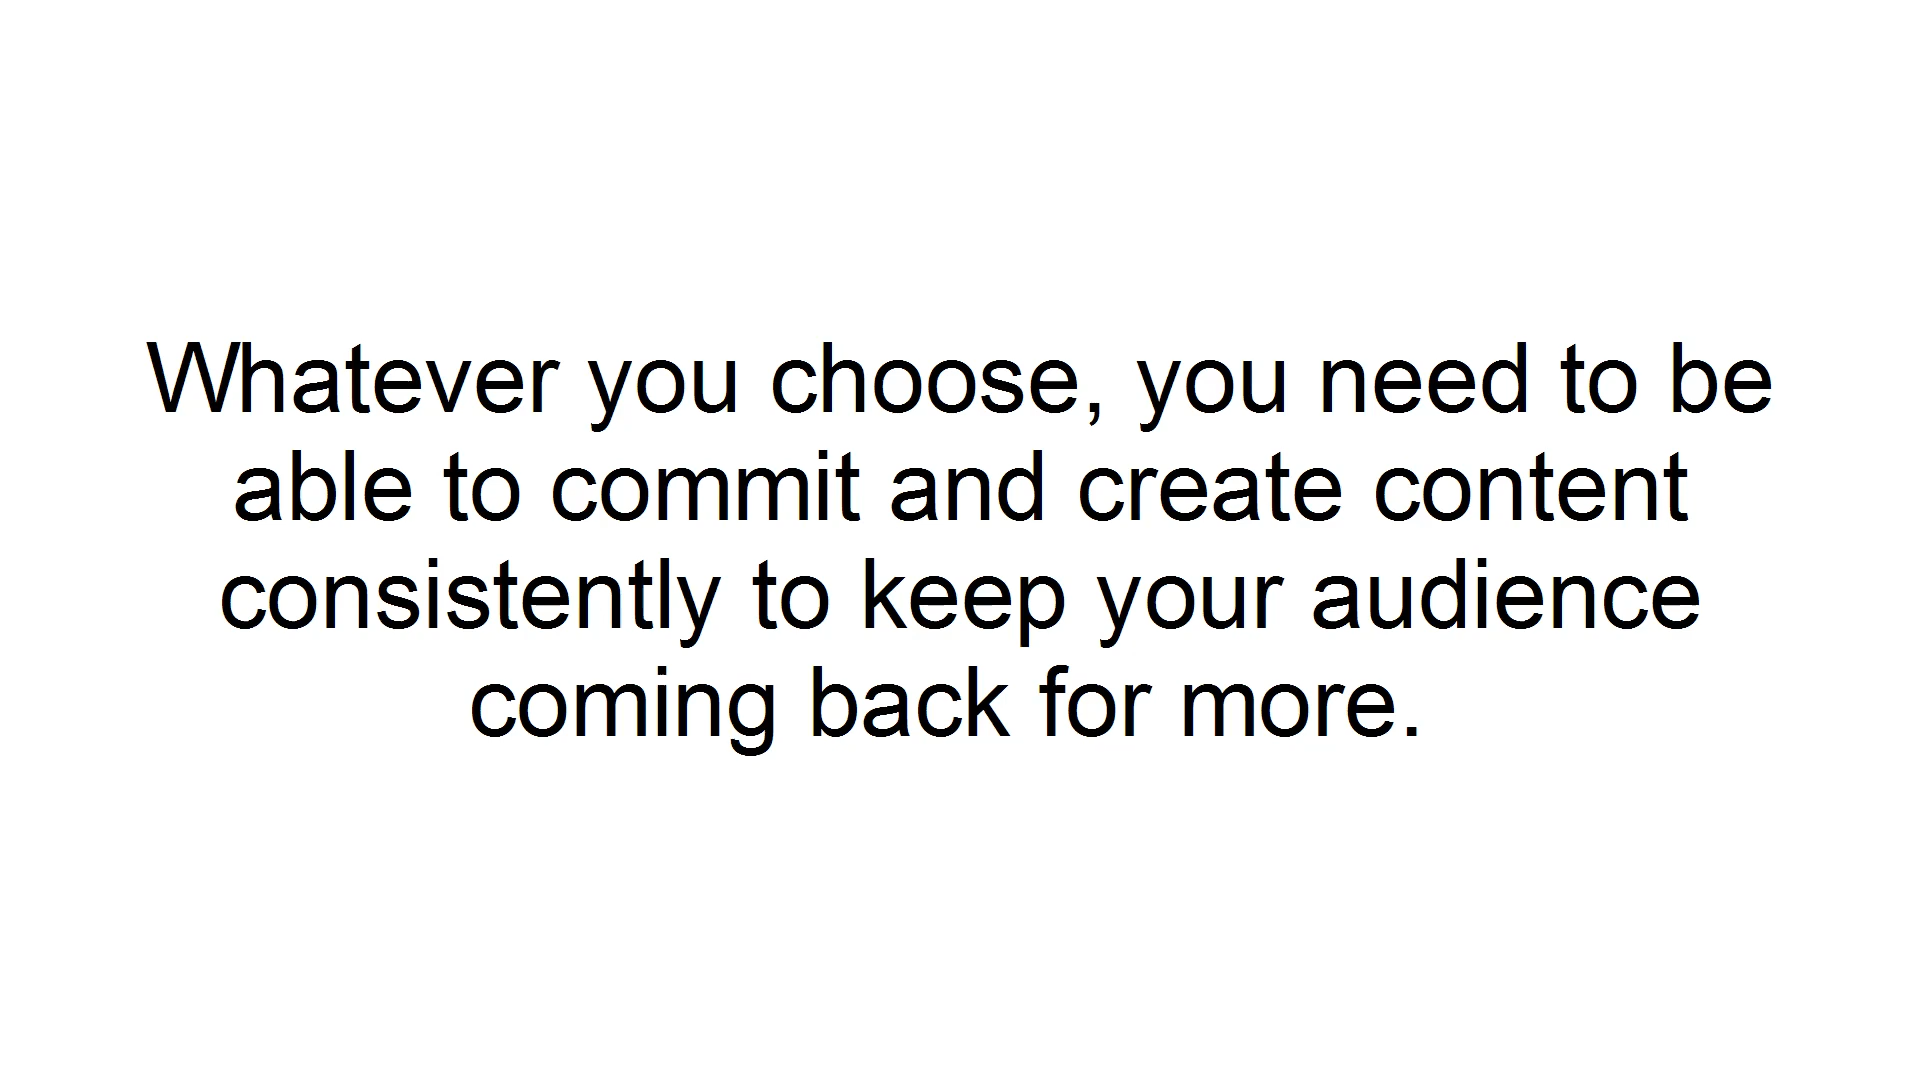 Whatever you choose, you need to be
able to commit and create content
consistently to keep your audience
coming back for more.